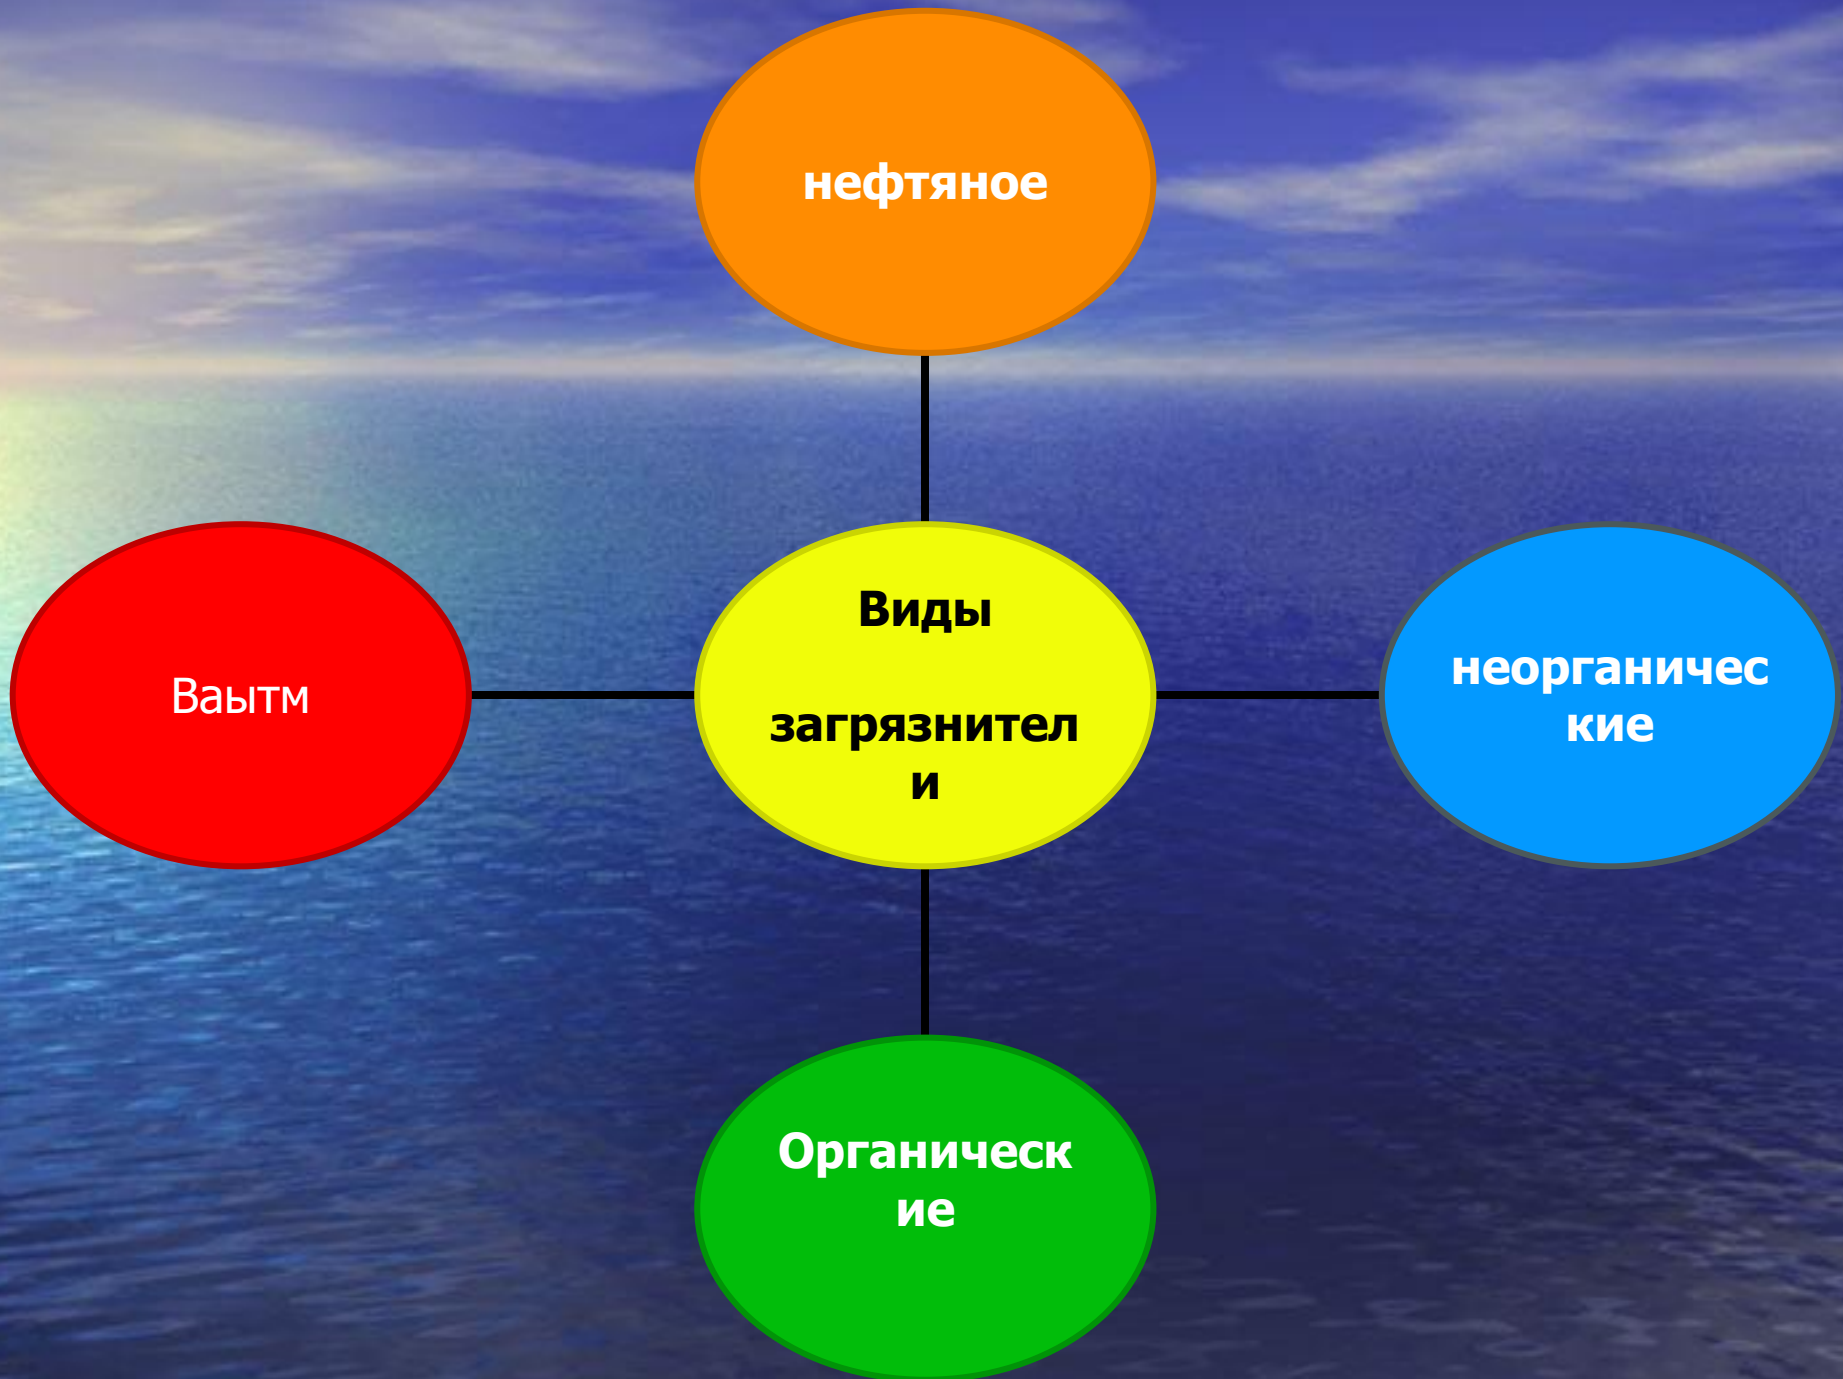 нефтяное
Ваытм
Виды
загрязнител
и
неорганичес
кие
Органическ
ие